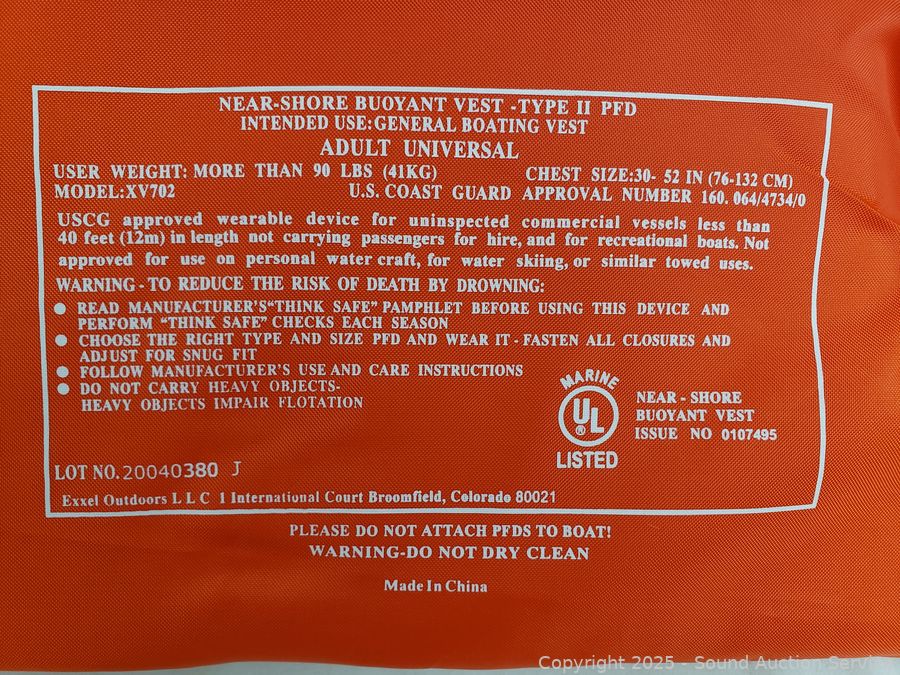 NEAR-SHORE BUOYANT VEST -TYPE II PFD
INTENDED USE:GENERAL BOATING VEST
ADULT UNIVERSAL
USER WEIGHT: MORE THAN 90 LBS (41KG) CHEST SIZE:30- 52 IN (76-132 CM)
MODEL:XV702 U.S. COAST GUARD APPROVAL NUMBER 160. 064/4734/0
USCG approved wearable device for uninspected commercial vessels less than
40 feet (12m) in length not carrying passengers for hire, and for recreational boats. Not
approved for use on personal water craft, for water skiing, or similar towed uses.
WARNING - TO REDUCE THE RISK OF DEATH BY DROWNING:
● READ MANUFACTURER'S"THINK SAFE" PAMPHLET BEFORE USING THIS DEVICE AND
PERFORM "THINK SAFE" CHECKS EACH SEASON
● CHOOSE THE RIGHT TYPE AND SIZE PFD AND WEAR IT - FASTEN ALL CLOSURES AND
ADJUST FOR SNUG FIT
● FOLLOW MANUFACTURER'S USE AND CARE INSTRUCTIONS
● DO NOT CARRY HEAVY OBJECTS-
HEAVY OBJECTS IMPAIR FLOTATION
MARINE
UL ®
LISTED
NEAR - SHORE
BUOYANT VEST
ISSUE NO 0107495
LOT NO. 20040380 J
Exxel Outdoors L L C 1 International Court Broomfield, Colorado 80021
PLEASE DO NOT ATTACH PFDS TO BOAT!
WARNING-DO NOT DRY CLEAN
Made In China
Copyright 2025 - Sound Auction Servi